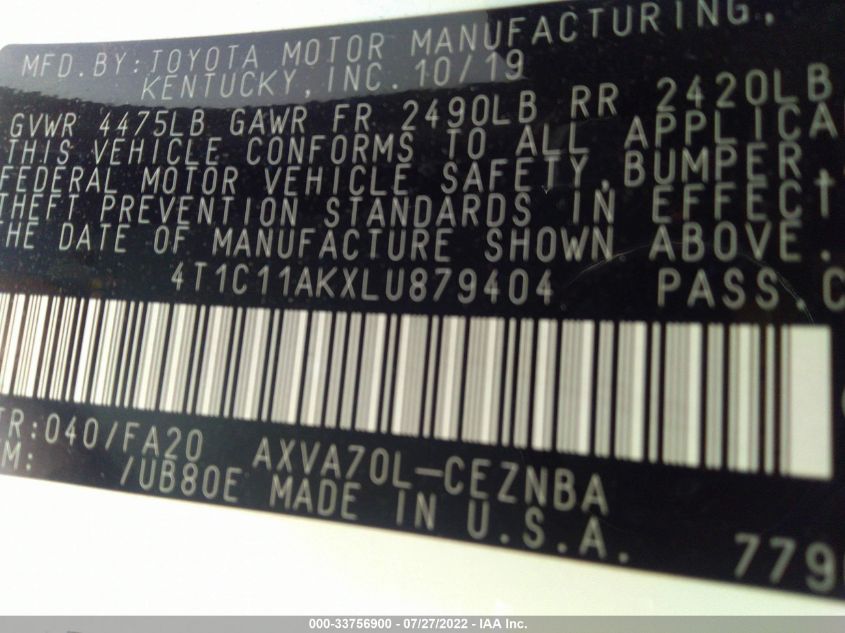 MFD.BY:TOYOTA MOTOR MANUFACTURING,
KENTUCKY,INC. 10/19
GVWR 4475LB GAWR FR 2490LB RR 2420LB
THIS VEHICLE CONFORMS TO ALL APPLICA
FEDERAL MOTOR VEHICLE SAFETY,BUMPER,
THEFT PREVENTION STANDARDS IN EFFECT
THE DATE OF MANUFACTURE SHOWN ABOVE.
4T1C11AKXLU879404 PASS.C
TR:040/FA20 AXVA70L-CEZNBA
M: /UB80E MADE IN U.S.A.
779
000-33756900 - 07/27/2022 - IAA Inc.